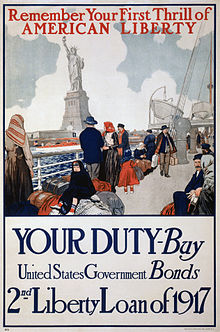 Remember Your First Thrill of
AMERICAN LIBERTY
YOUR DUTY-Buy
United States Government Bonds
2nd Liberty Loan of 1917